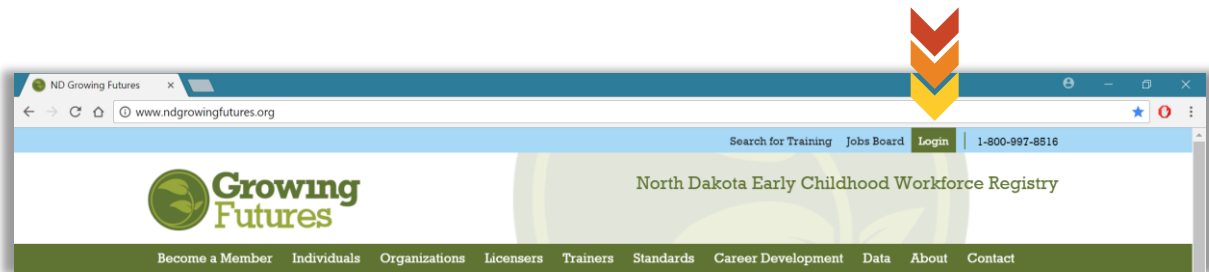 ND Growing Futures
www.ndgrowingfutures.org
Search for Training Jobs Board Login 1-800-997-8516
Growing
Futures
North Dakota Early Childhood Workforce Registry
Become a Member Individuals Organizations Licensers Trainers Standards Career Development Data About Contact